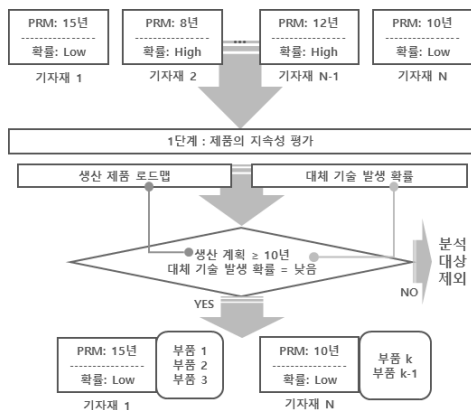 PRM: 15년
확률: Low
기자재 1
PRM: 8년
확률: High
기자재 2
...
PRM: 12년
확률: High
기자재 N-1
PRM: 10년
확률: Low
기자재 N
1단계 : 제품의 지속성 평가
생산 제품 로드맵
대체 기술 발생 확률
생산 계획 ≥ 10년
대체 기술 발생 확률 = 낮음
NO
분석
대상
제외
YES
PRM: 15년
확률: Low
기자재 1
부품 1
부품 2
부품 3
PRM: 10년
확률: Low
기자재 N
부품 k
부품 k-1